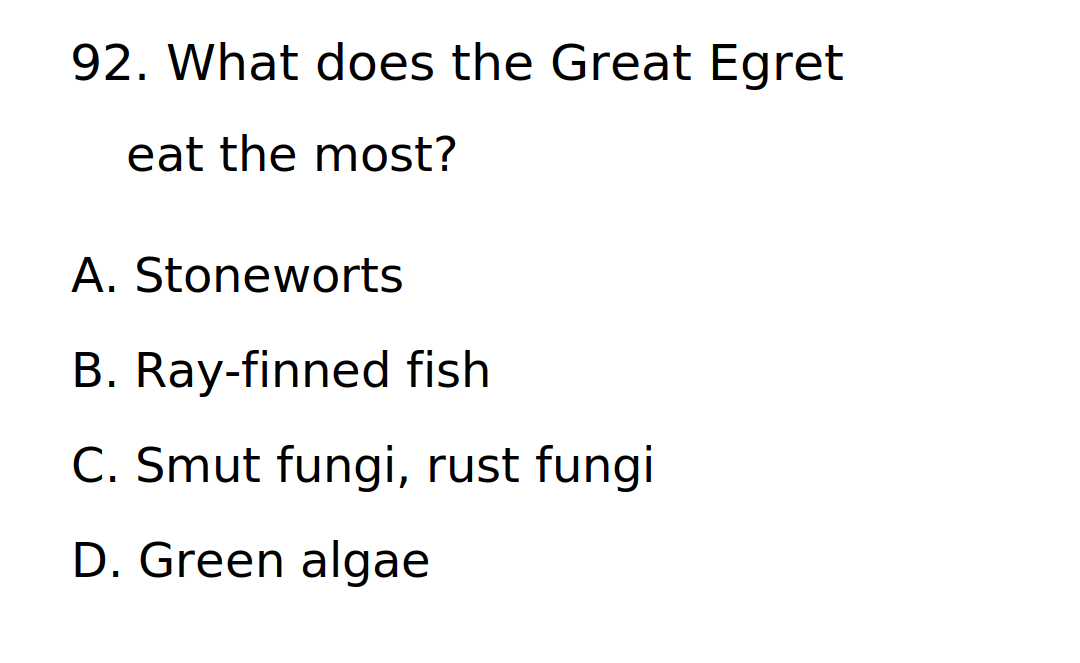 92. What does the Great Egret
eat the most?
A. Stoneworts
B. Ray-finned fish
C. Smut fungi, rust fungi
D. Green algae